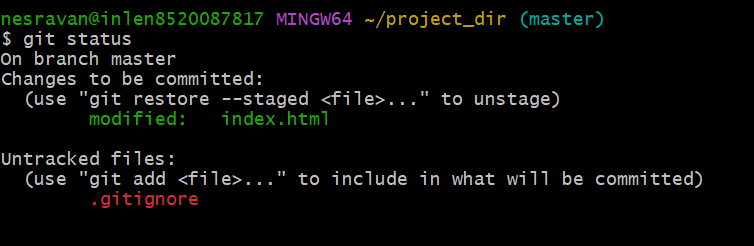 nesravan@inlen8520087817 MINGW64 ~/project_dir (master)
$ git status
On branch master
Changes to be committed:
  (use "git restore --staged <file>..." to unstage)
        modified:   index.html

Untracked files:
  (use "git add <file>..." to include in what will be committed)
        .gitignore